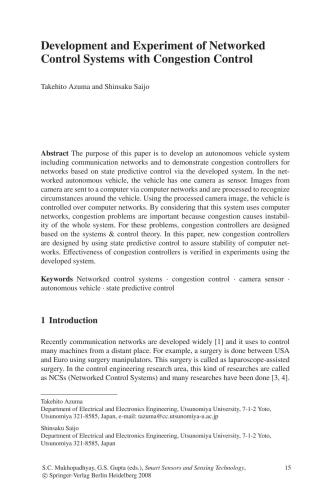 Development and Experiment of Networked
Control Systems with Congestion Control
Takehito Azuma and Shinsaku Saijo
Abstract The purpose of this paper is to develop an autonomous vehicle system
including communication networks and to demonstrate congestion controllers for
networks based on state predictive control via the developed system. In the net-
worked autonomous vehicle, the vehicle has one camera as sensor. Images from
camera are sent to a computer via computer networks and are processed to recognize
circumstances around the vehicle. Using the processed camera image, the vehicle is
controlled over computer networks. By considering that this system uses computer
networks, congestion problems are important because congestion causes instabil-
ity of the whole system. For these problems, congestion controllers are designed
based on the systems & control theory. In this paper, new congestion controllers
are designed by using state predictive control to assure stability of computer net-
works. Effectiveness of congestion controllers is verified in experiments using the
developed system.
Keywords Networked control systems · congestion control · camera sensor ·
autonomous vehicle · state predictive control
1 Introduction
Recently communication networks are developed widely [1] and it uses to control
many machines from a distant place. For example, a surgery is done between USA
and Euro using surgery manipulators. This surgery is called as laparoscope-assisted
surgery. In the control engineering research area, this kind of researches are called
as NCSs (Networked Control Systems) and many researches have been done [3, 4].
Takehito Azuma
Department of Electrical and Electronics Engineering, Ususnomiya University, 7-1-2 Yoto,
Utsunomiya 321-8585, Japan, e-mail: tazuma@cc.utsunomiya-u.ac.jp
Shinsaku Saijo
Department of Electrical and Electronics Engineering, Ususnomiya University, 7-1-2 Yoto,
Utsunomiya 321-8585, Japan
S.C. Mukhopadhyay, G.S. Gupta (eds.), Smart Sensors and Sensing Technology, 15
© Springer-Verlag Berlin Heidelberg 2008